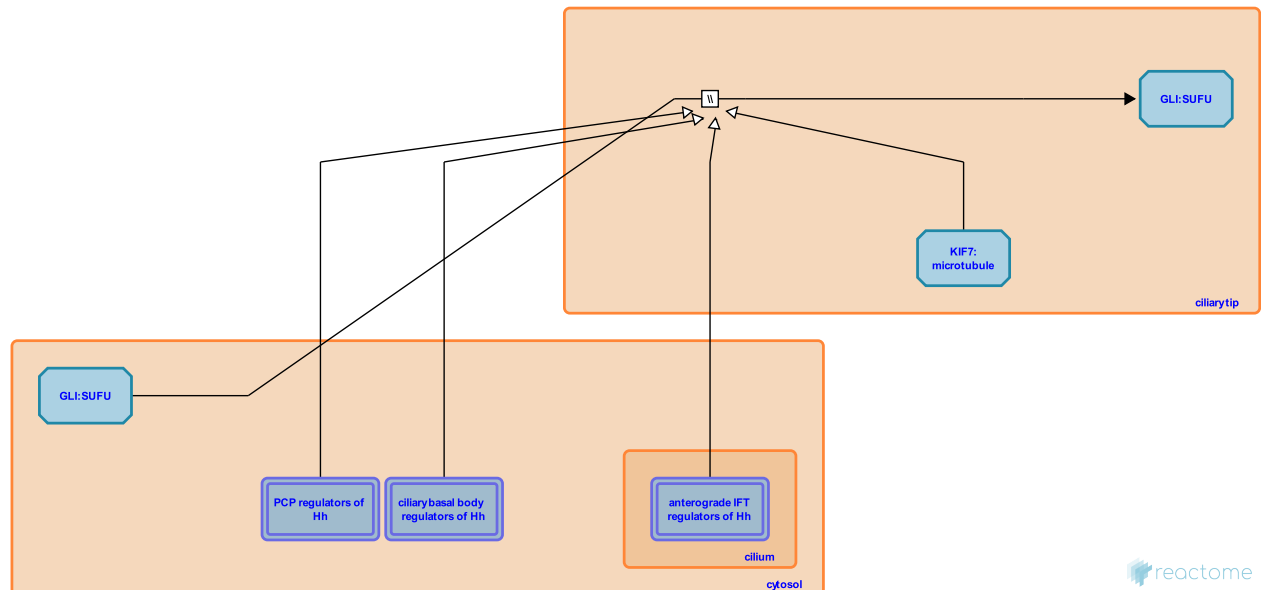 \\
GLI:SUFU
KIF7:
microtubule
ciliary tip
GLI:SUFU
PCP regulators of
Hh
ciliary basal body
regulators of Hh
anterograde IFT
regulators of Hh
cilium
cytosol
reactome